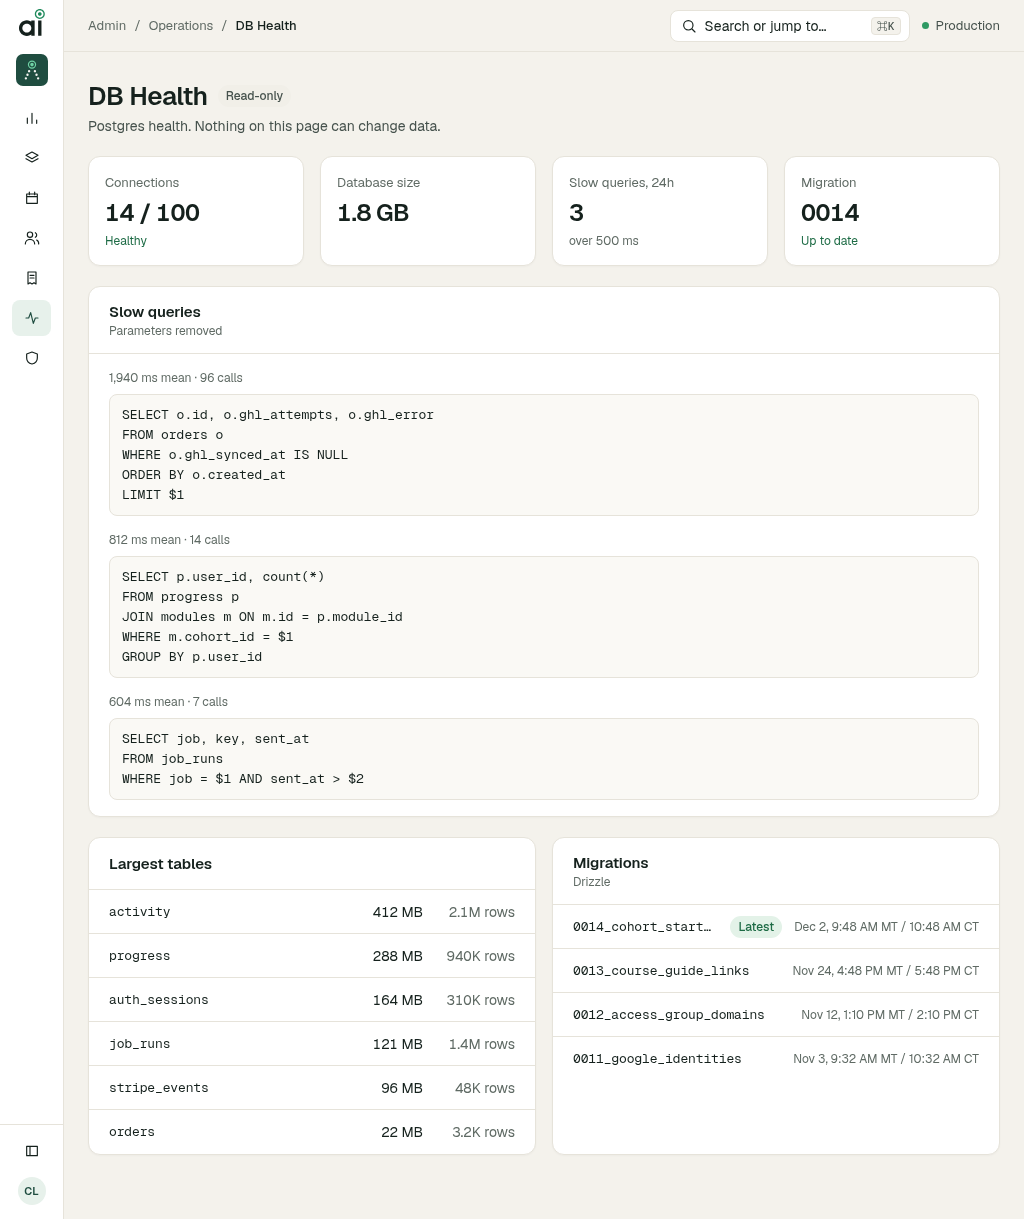 ai
Admin / Operations / DB Health
Search or jump to… ⌘K
Production
DB Health Read-only
Postgres health. Nothing on this page can change data.
Connections
14 / 100
Healthy
Database size
1.8 GB
Slow queries, 24h
3
over 500 ms
Migration
0014
Up to date
Slow queries
Parameters removed
1,940 ms mean · 96 calls
SELECT o.id, o.ghl_attempts, o.ghl_error
FROM orders o
WHERE o.ghl_synced_at IS NULL
ORDER BY o.created_at
LIMIT $1
812 ms mean · 14 calls
SELECT p.user_id, count(*)
FROM progress p
JOIN modules m ON m.id = p.module_id
WHERE m.cohort_id = $1
GROUP BY p.user_id
604 ms mean · 7 calls
SELECT job, key, sent_at
FROM job_runs
WHERE job = $1 AND sent_at > $2
Largest tables
activity 412 MB 2.1M rows
progress 288 MB 940K rows
auth_sessions 164 MB 310K rows
job_runs 121 MB 1.4M rows
stripe_events 96 MB 48K rows
orders 22 MB 3.2K rows
Migrations
Drizzle
0014_cohort_start… Latest Dec 2, 9:48 AM MT / 10:48 AM CT
0013_course_guide_links Nov 24, 4:48 PM MT / 5:48 PM CT
0012_access_group_domains Nov 12, 1:10 PM MT / 2:10 PM CT
0011_google_identities Nov 3, 9:32 AM MT / 10:32 AM CT
CL